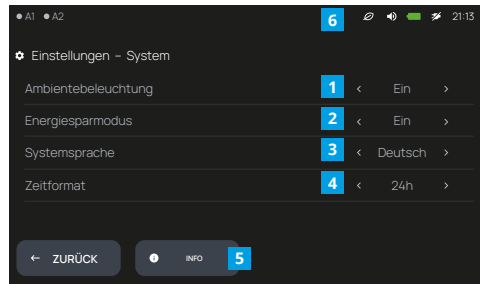 A1 A2 6 21:13
Einstellungen – System
Ambientebeleuchtung 1 < Ein >
Energiesparmodus 2 < Ein >
Systemsprache 3 < Deutsch >
Zeitformat 4 < 24h >
← ZURÜCK INFO 5